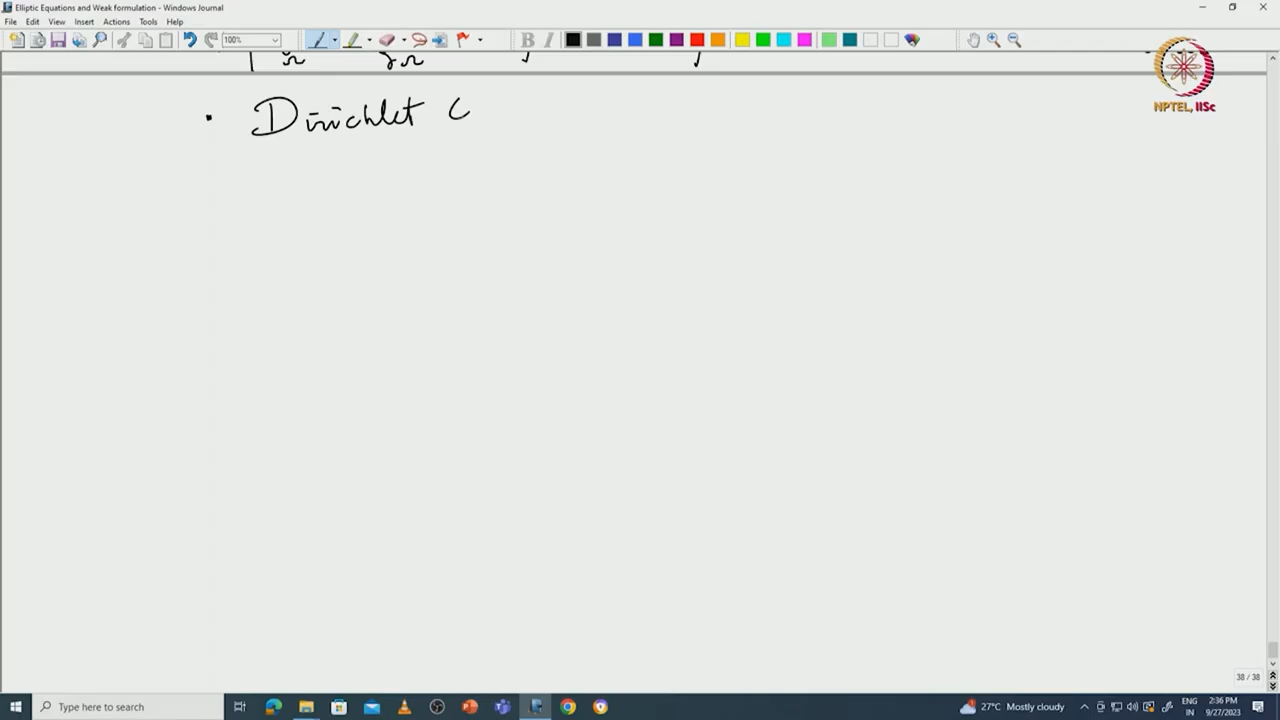 Elliptic Equations and Weak formulation - Windows Journal
File Edit View Insert Actions Tools Help
100%
B I
NPTEL, IISc
Ω ∂Ω
. Dirichlet C
38 / 38
Type here to search
27°C Mostly cloudy
ENG
IN
2:36 PM
9/27/2023